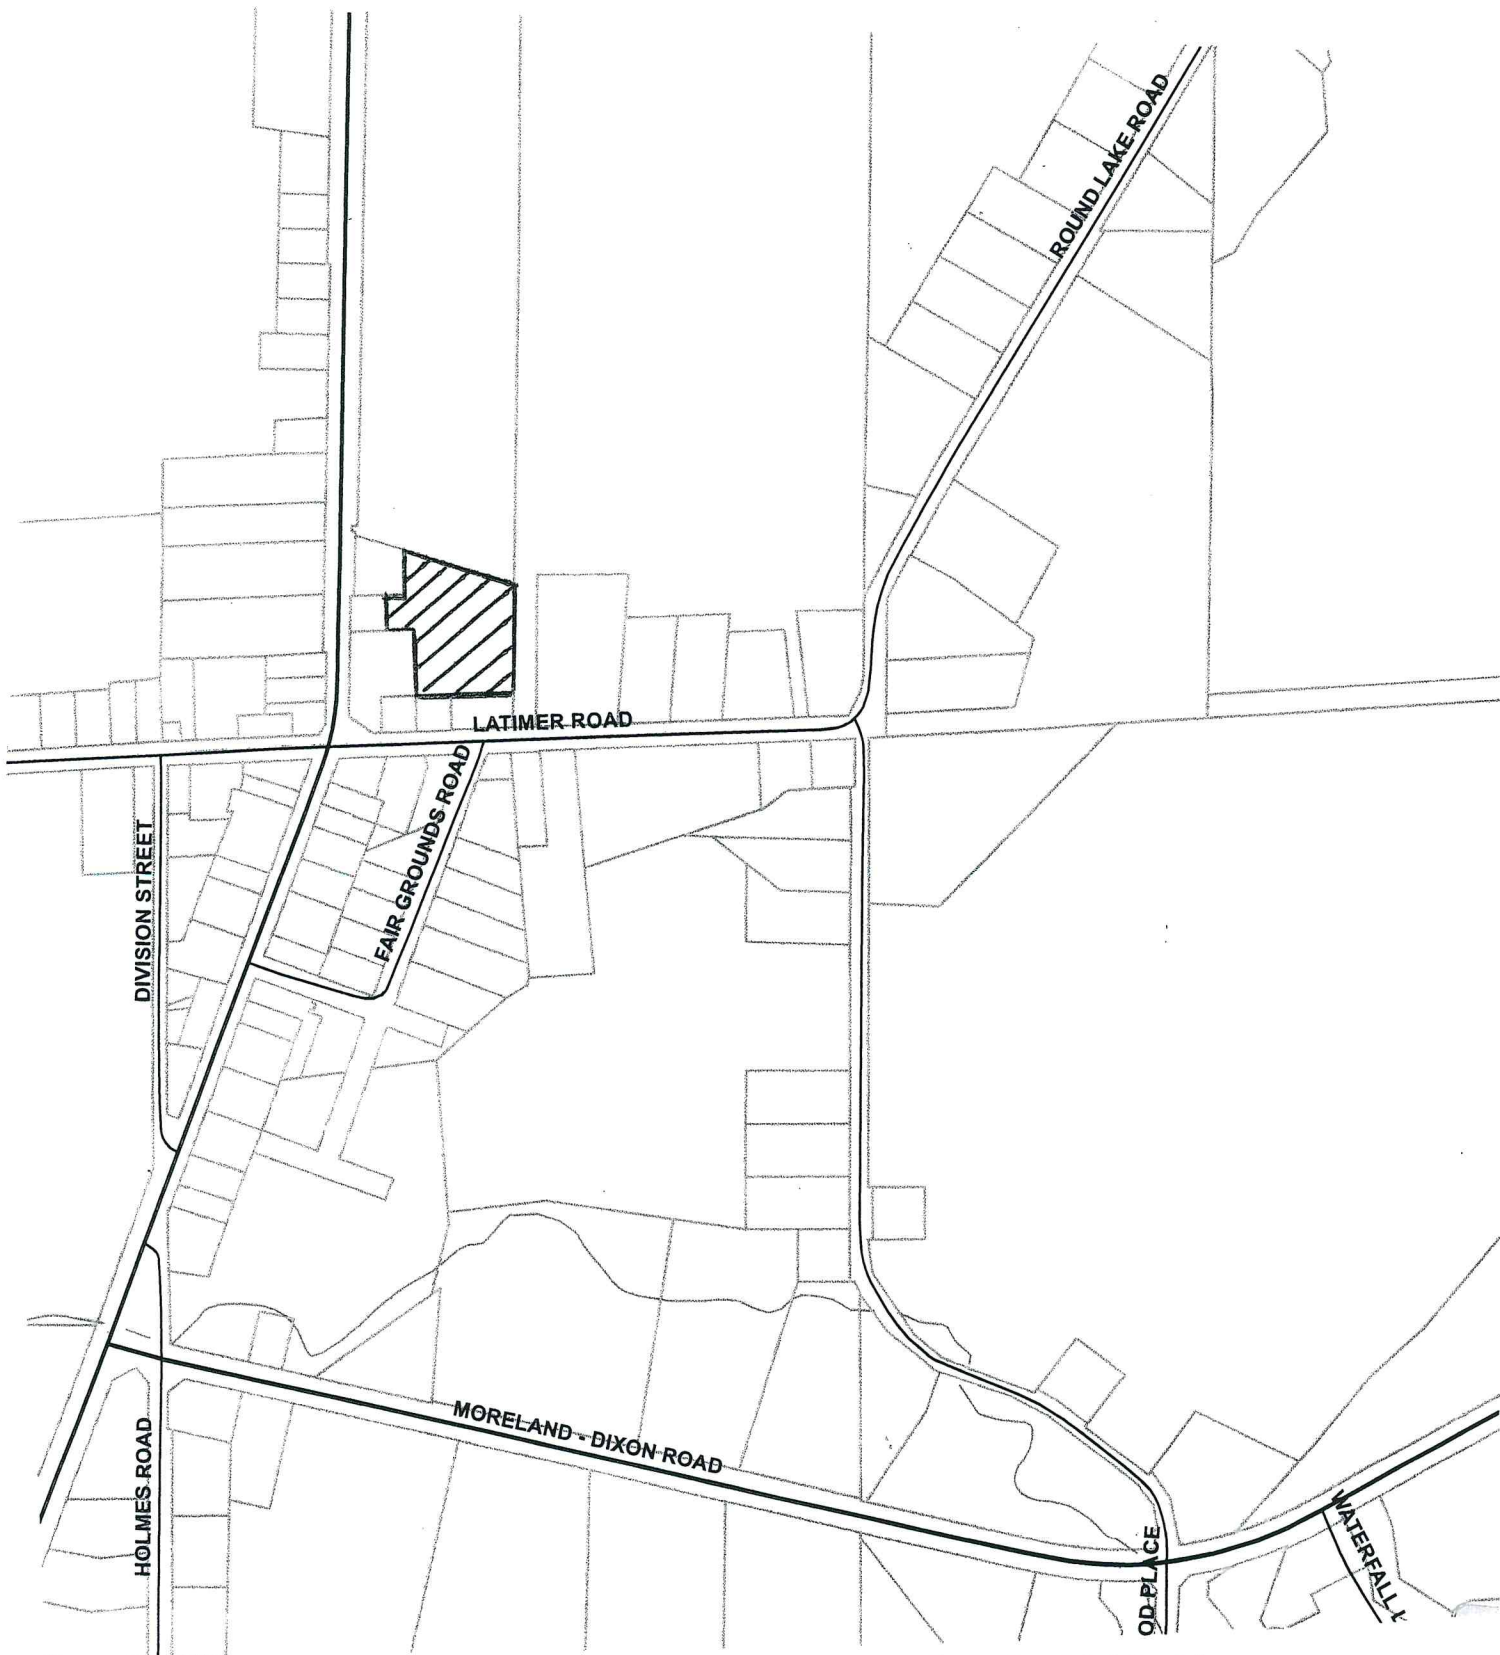 ROUND LAKE ROAD
LATIMER ROAD
FAIR GROUNDS ROAD
DIVISION STREET
MORELAND - DIXON ROAD
HOLMES ROAD
OD PLACE
WATERFALL L